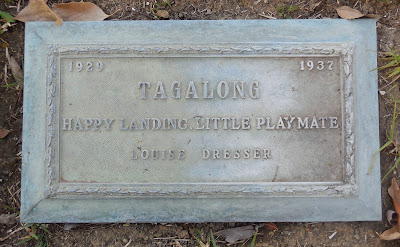 1929 1937
TAGALONG
HAPPY LANDING, LITTLE PLAYMATE
LOUISE DRESSER